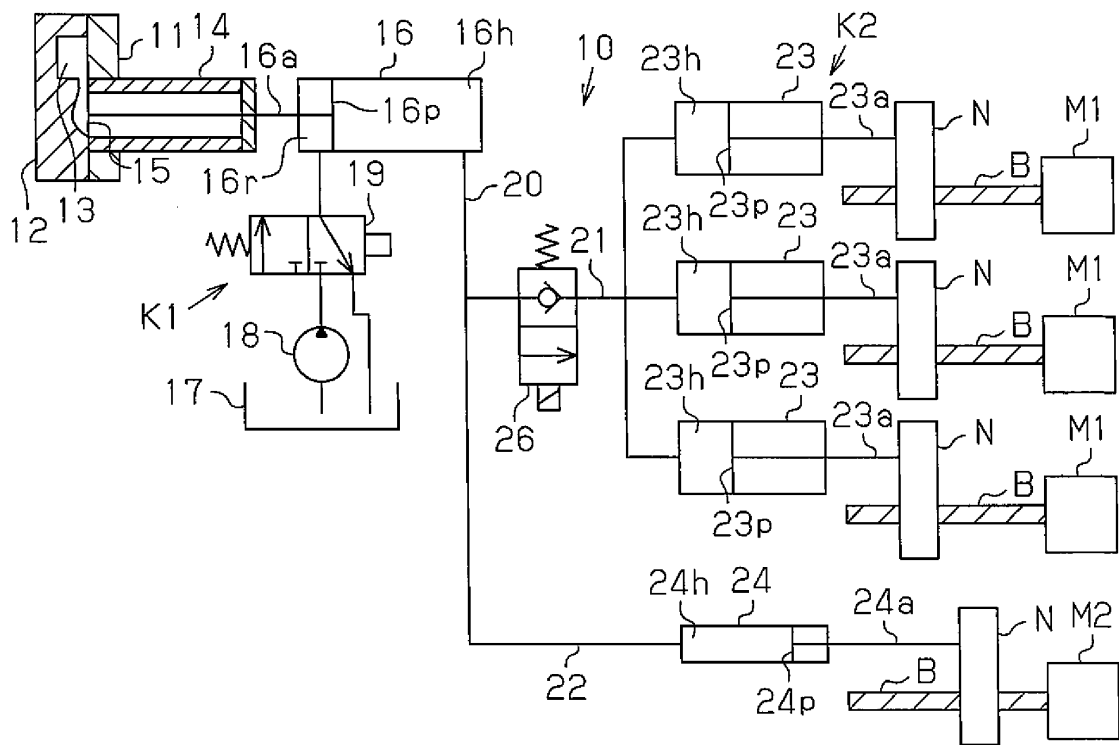 11 14 16a 16 16h 10 23h 23 K2 23a N M1
16p B
15 16r 19 20 23p
13
12
K1 18 21 23h 23 23a N M1
B
23p
17 26 23h 23 23a N M1
B
23p
24h 24 24a N M2
B
22 24p